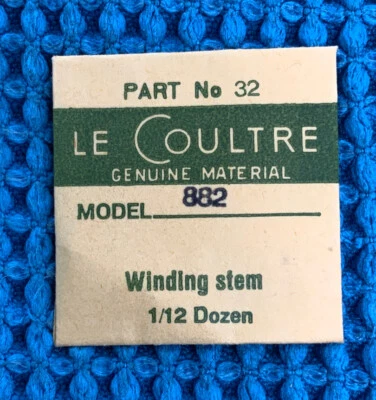 PART No 32
LE COULTRE
GENUINE MATERIAL
MODEL 882
Winding stem
1/12 Dozen